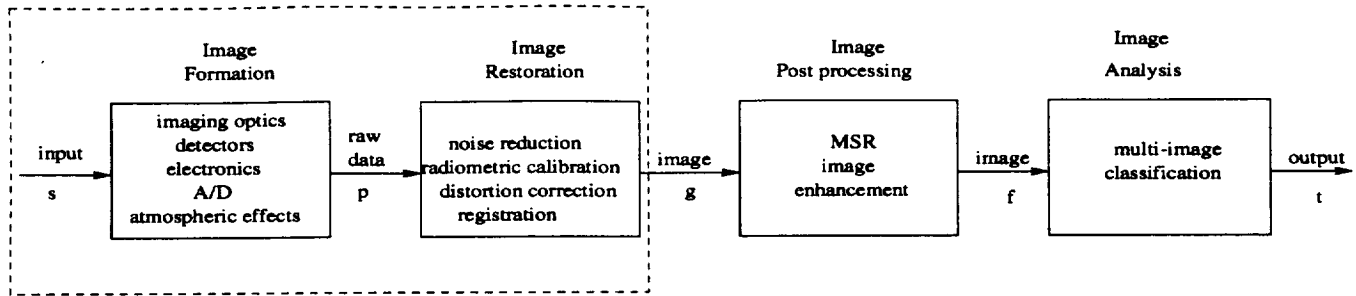 Image
Formation
Image
Restoration
Image
Post processing
Image
Analysis
input
s
imaging optics
detectors
electronics
A/D
atmospheric effects
raw
data
p
noise reduction
radiometric calibration
distortion correction
registration
image
g
MSR
image
enhancement
image
f
multi-image
classification
output
t